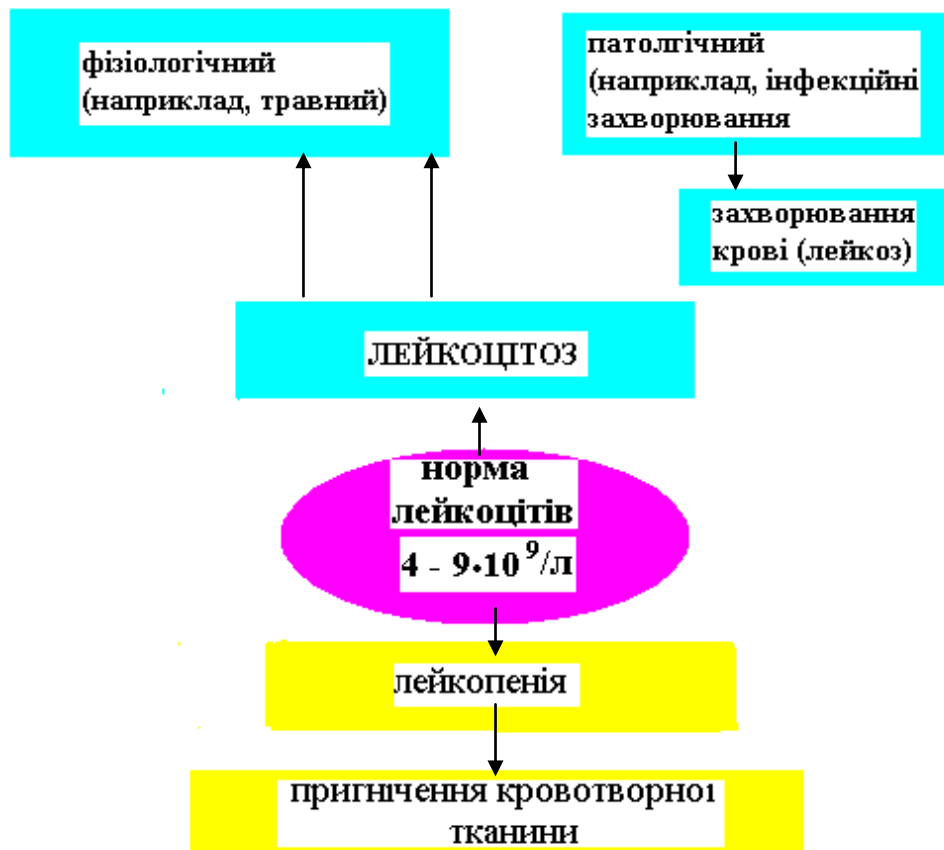 фізіологічний
(наприклад, травний)
патолгічний
(наприклад, інфекційні
захворювання
захворювання
крові (лейкоз)
ЛЕЙКОЦІТОЗ
норма
лейкоцітів
4 - 9·10⁹/л
лейкопенія
пригнічення кровотворної
тканини